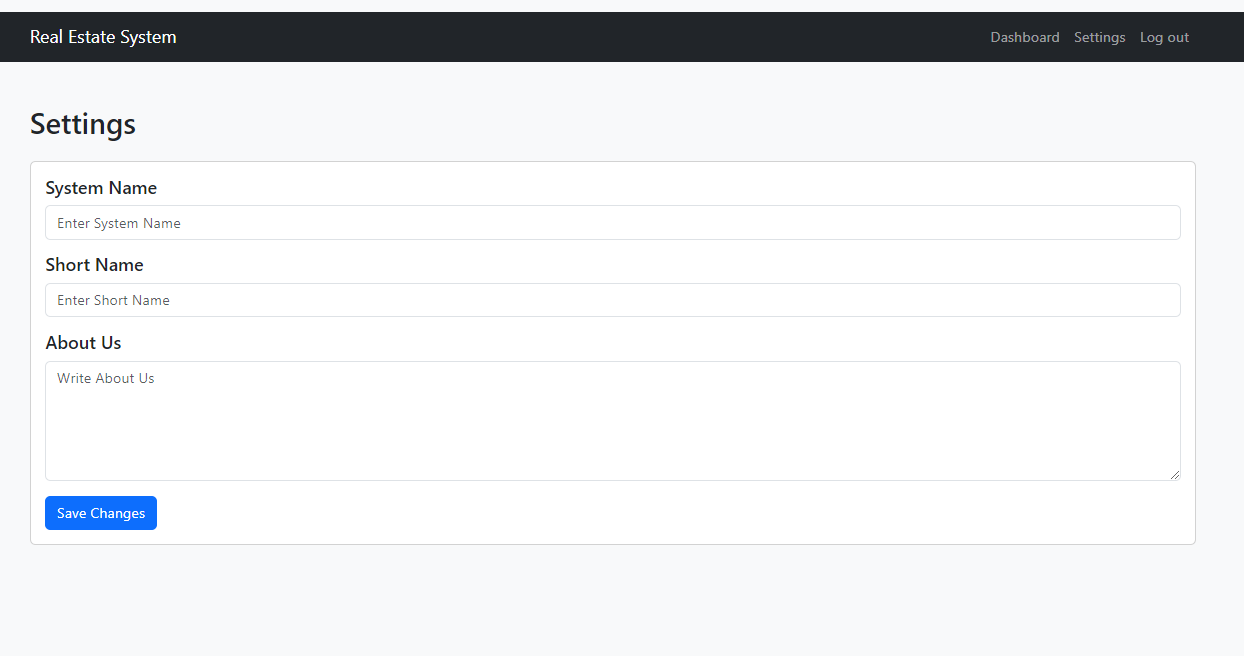 Real Estate System
Dashboard Settings Log out
Settings
System Name
Enter System Name
Short Name
Enter Short Name
About Us
Write About Us
Save Changes